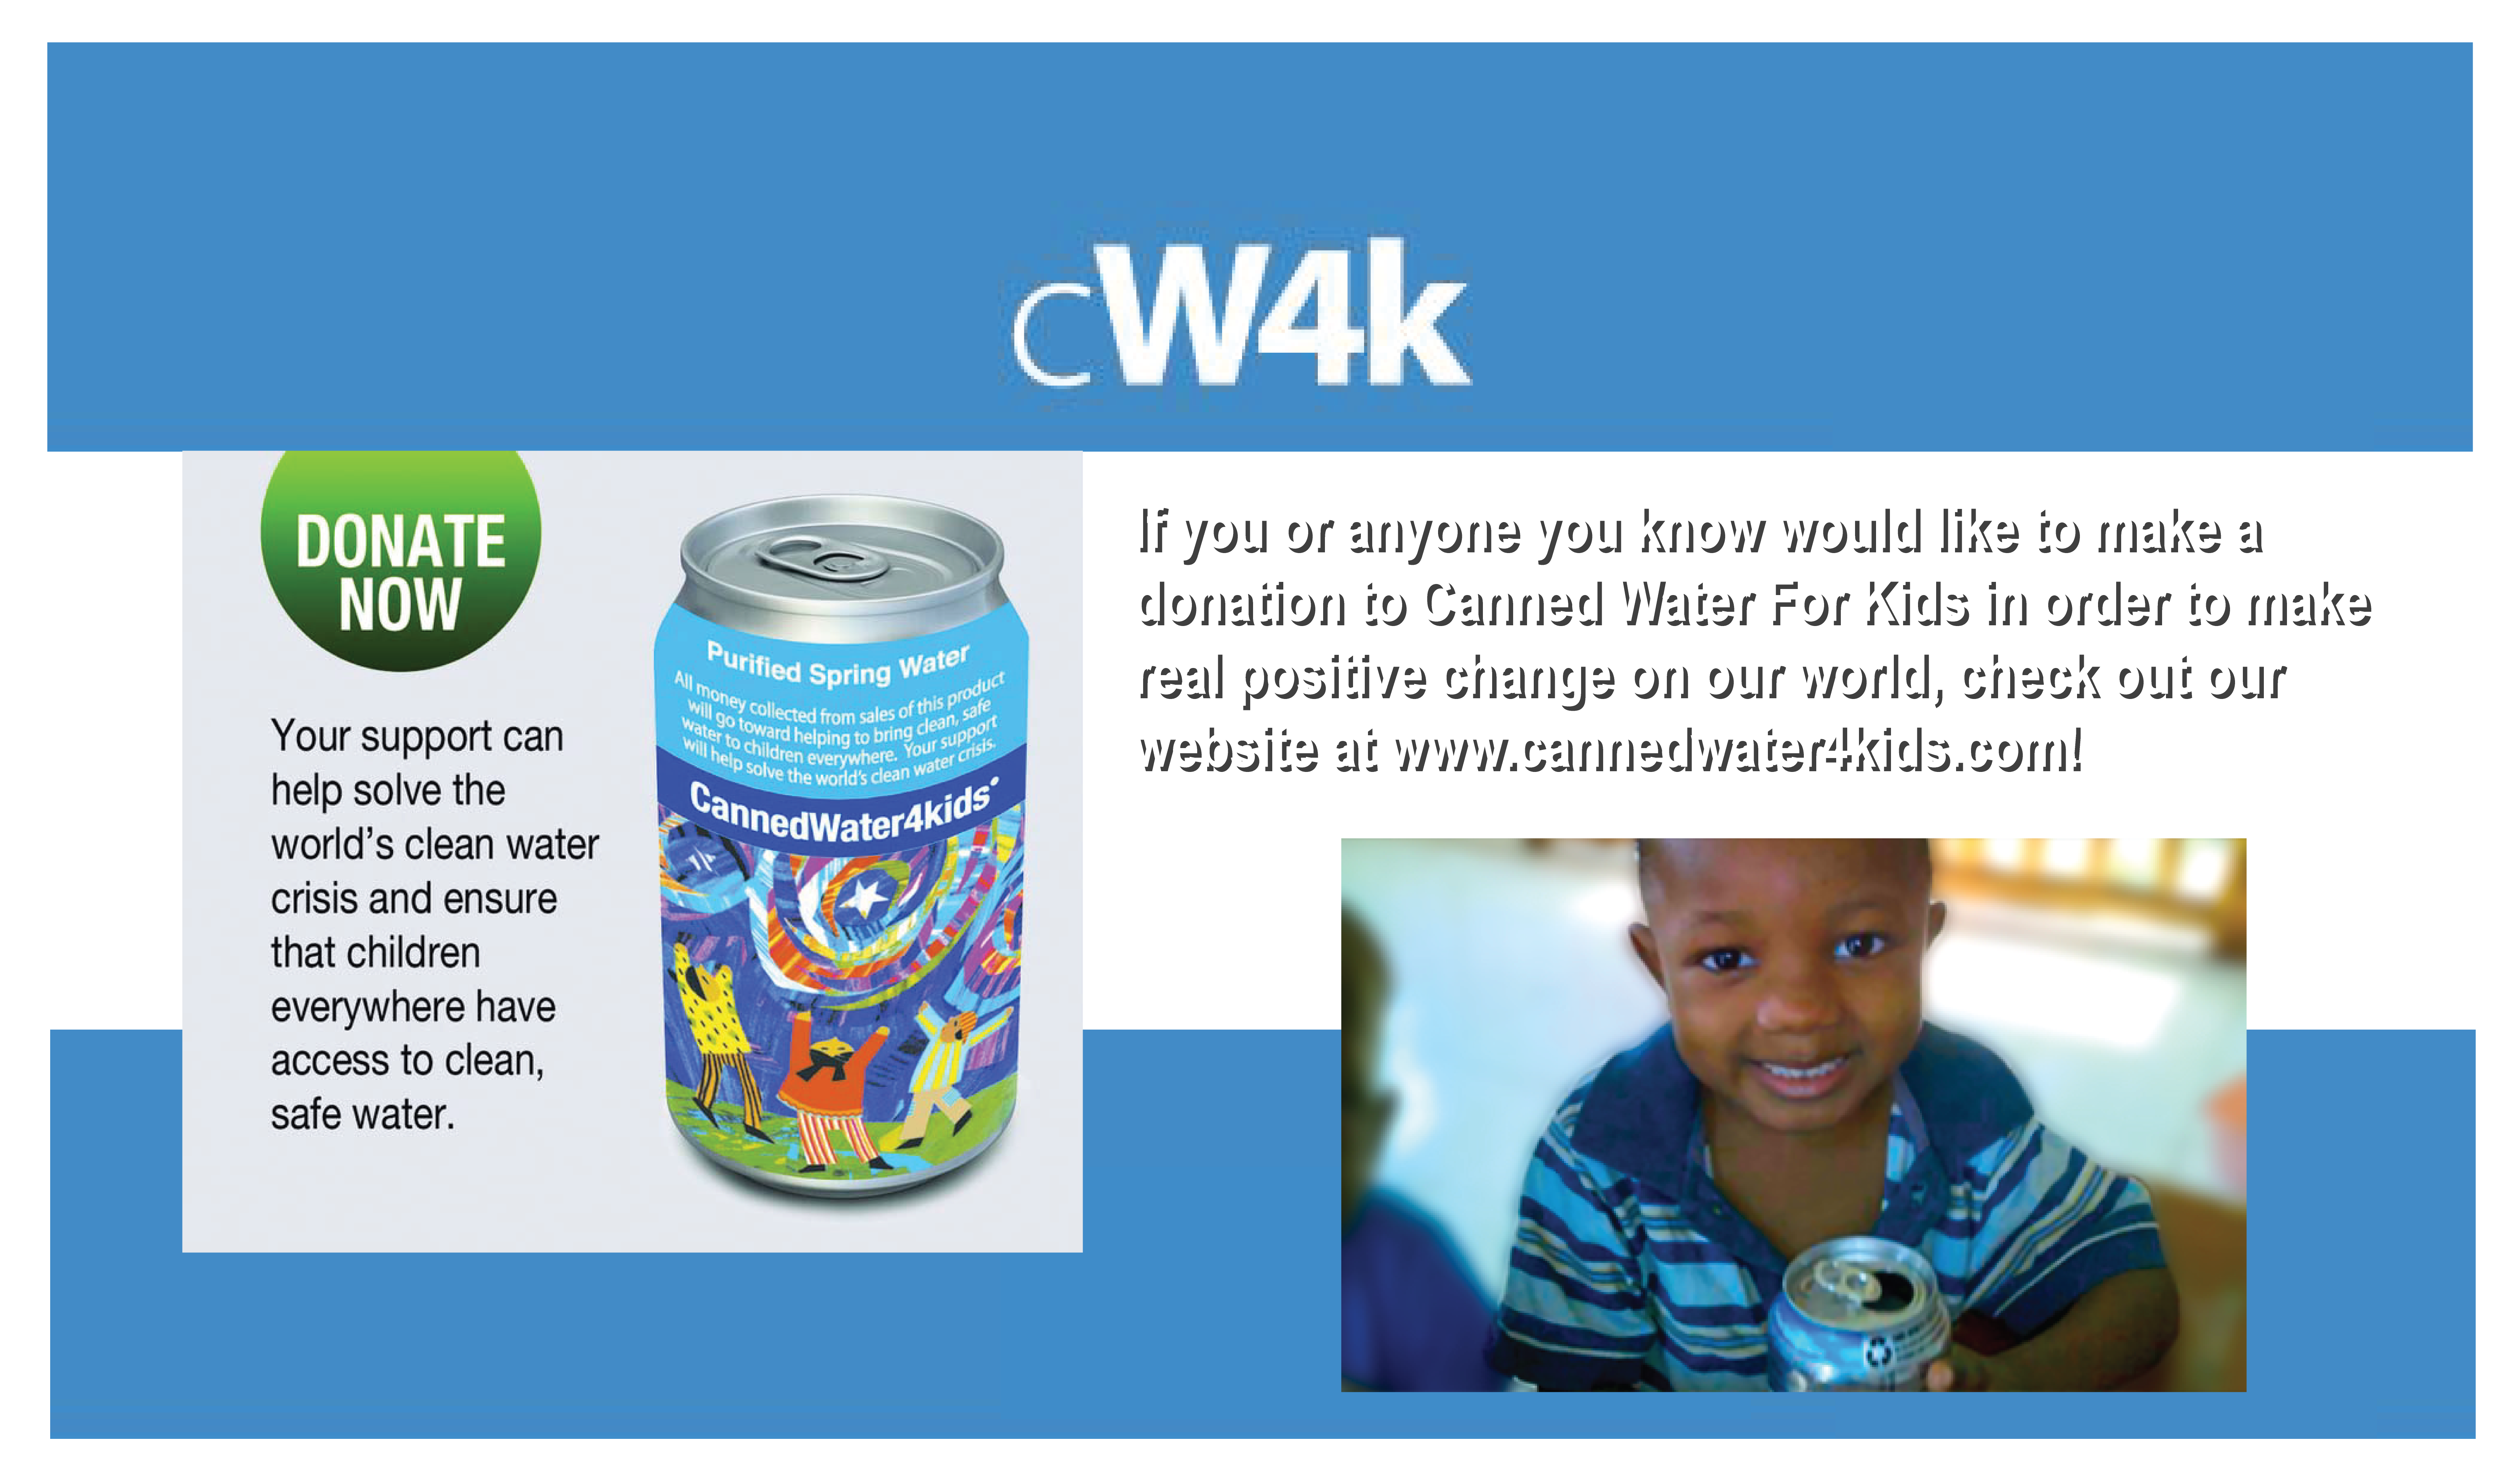 cW4k
DONATE
NOW
Your support can
help solve the
world's clean water
crisis and ensure
that children
everywhere have
access to clean,
safe water.
Purified Spring Water
All money collected from sales of this product
will go toward helping to bring clean, safe
water to children everywhere. Your support
will help solve the world's clean water crisis.
CannedWater4kids
If you or anyone you know would like to make a
donation to Canned Water For Kids in order to make
real positive change on our world, check out our
website at www.cannedwater4kids.com!